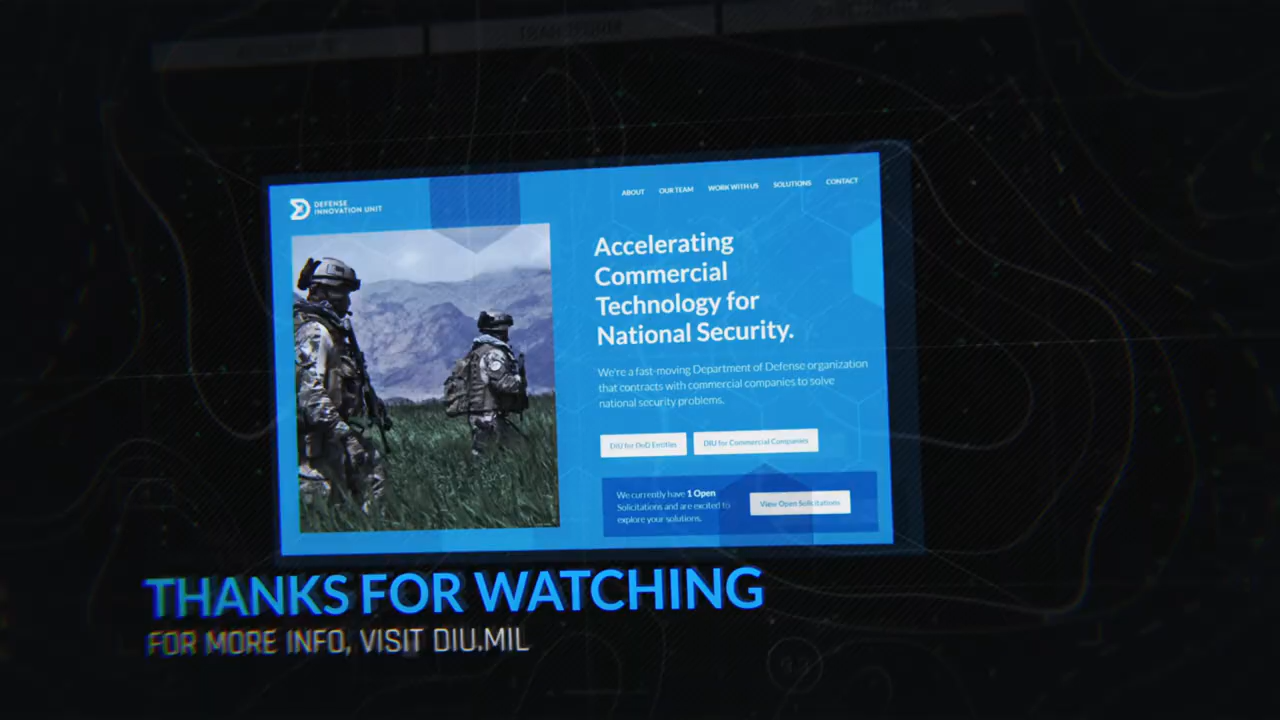 DEFENSE
INNOVATION UNIT
ABOUT OUR TEAM WORK WITH US SOLUTIONS CONTACT
Accelerating
Commercial
Technology for
National Security.
We're a fast-moving Department of Defense organization
that contracts with commercial companies to solve
national security problems.
DIU for DoD Entities DIU for Commercial Companies
We currently have 1 Open
Solicitations and are excited to
explore your solutions.
View Open Solicitations
THANKS FOR WATCHING
FOR MORE INFO, VISIT DIU.MIL